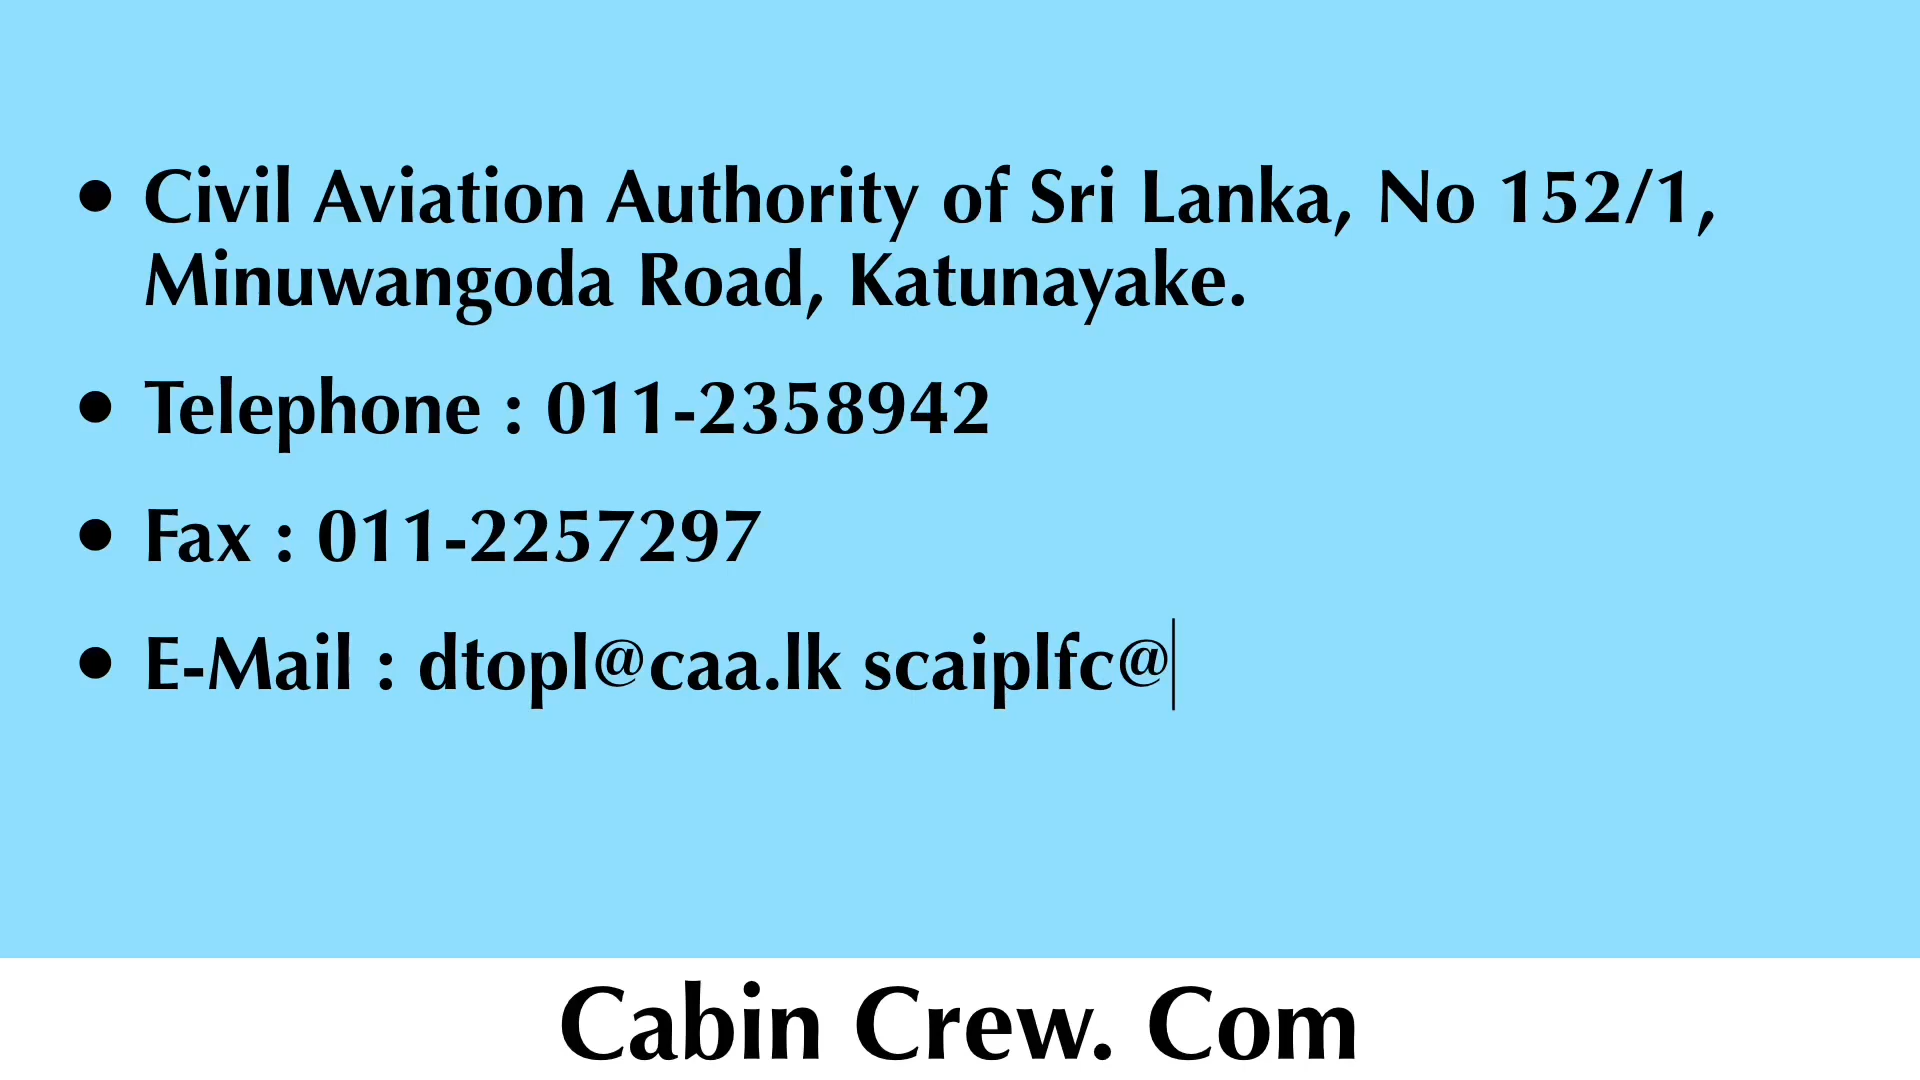 • Civil Aviation Authority of Sri Lanka, No 152/1,
Minuwangoda Road, Katunayake.
• Telephone : 011-2358942
• Fax : 011-2257297
• E-Mail : dtopl@caa.lk scaiplfc@
Cabin Crew. Com